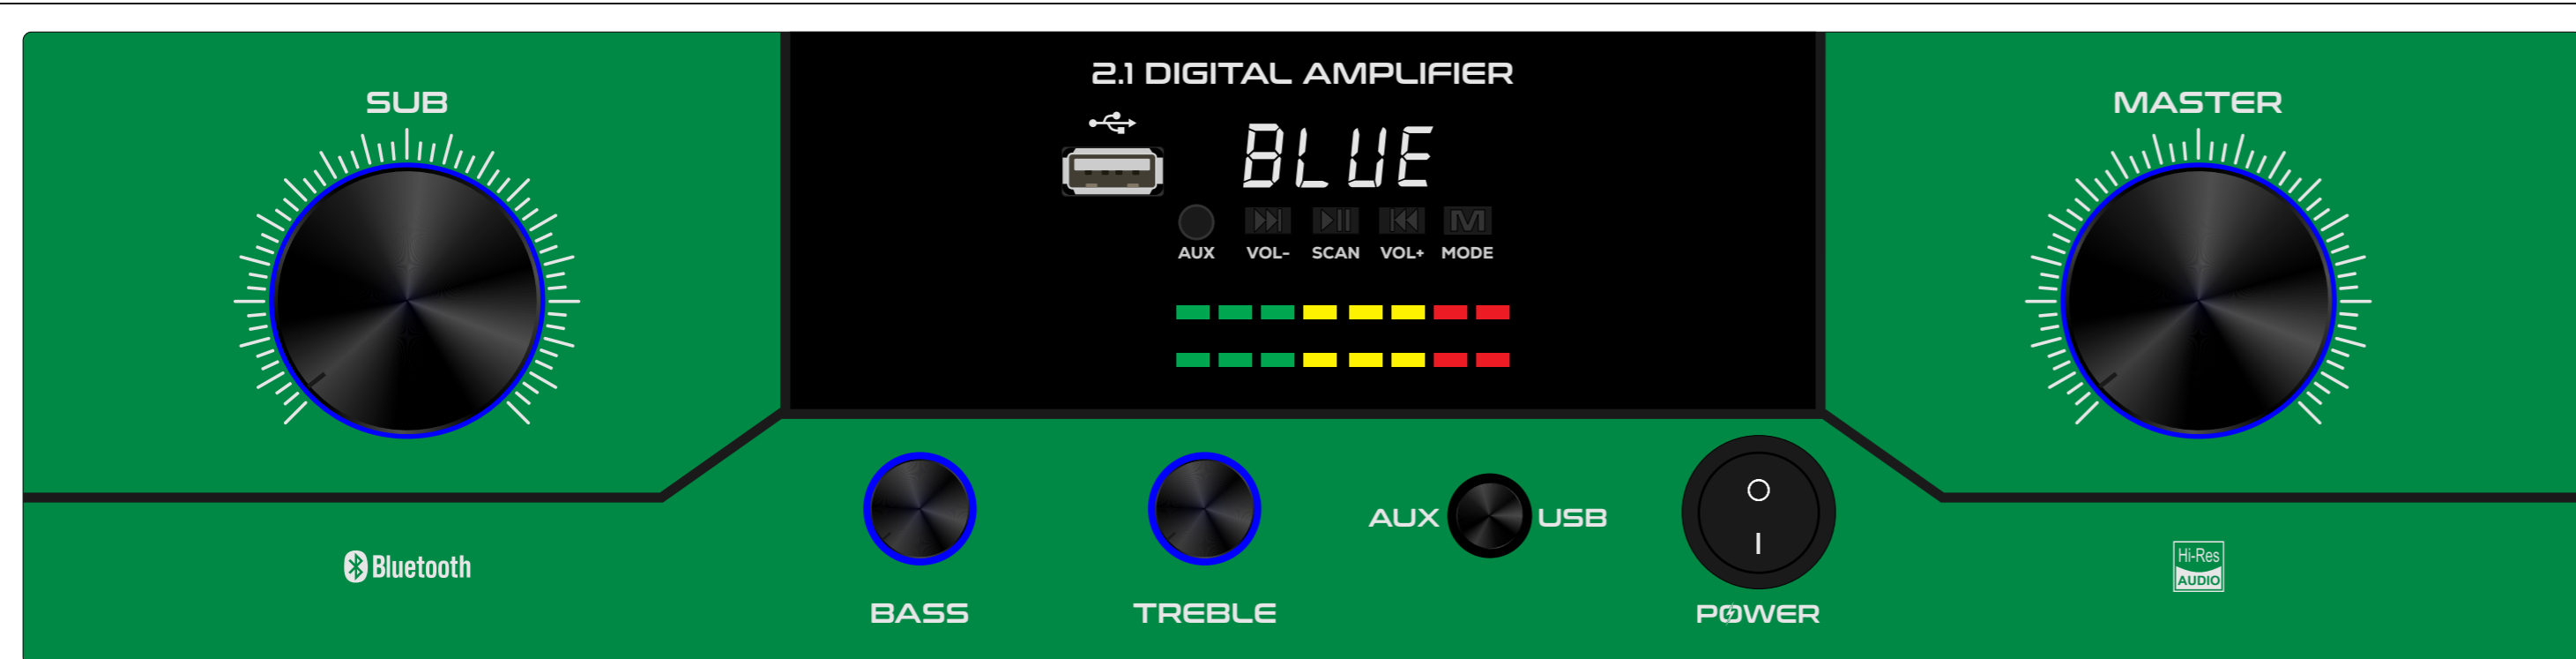 2.1 DIGITAL AMPLIFIER
SUB
MASTER
BLUE
M
AUX VOL- SCAN VOL+ MODE
AUX USB
Bluetooth
Hi-Res
AUDIO
BASS TREBLE POWER